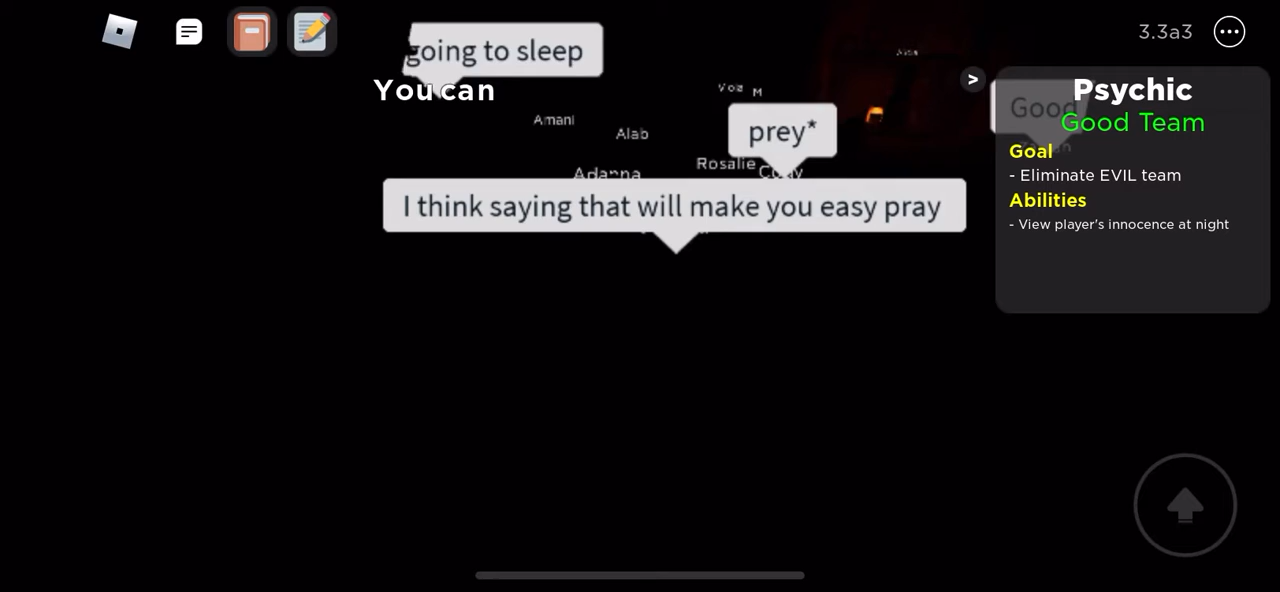 going to sleep
You can
3.3a3
Amani
Alab
prey*
Rosalie
I think saying that will make you easy pray
>
Good
Psychic
Good Team
Goal
- Eliminate EVIL team
Abilities
- View player's innocence at night